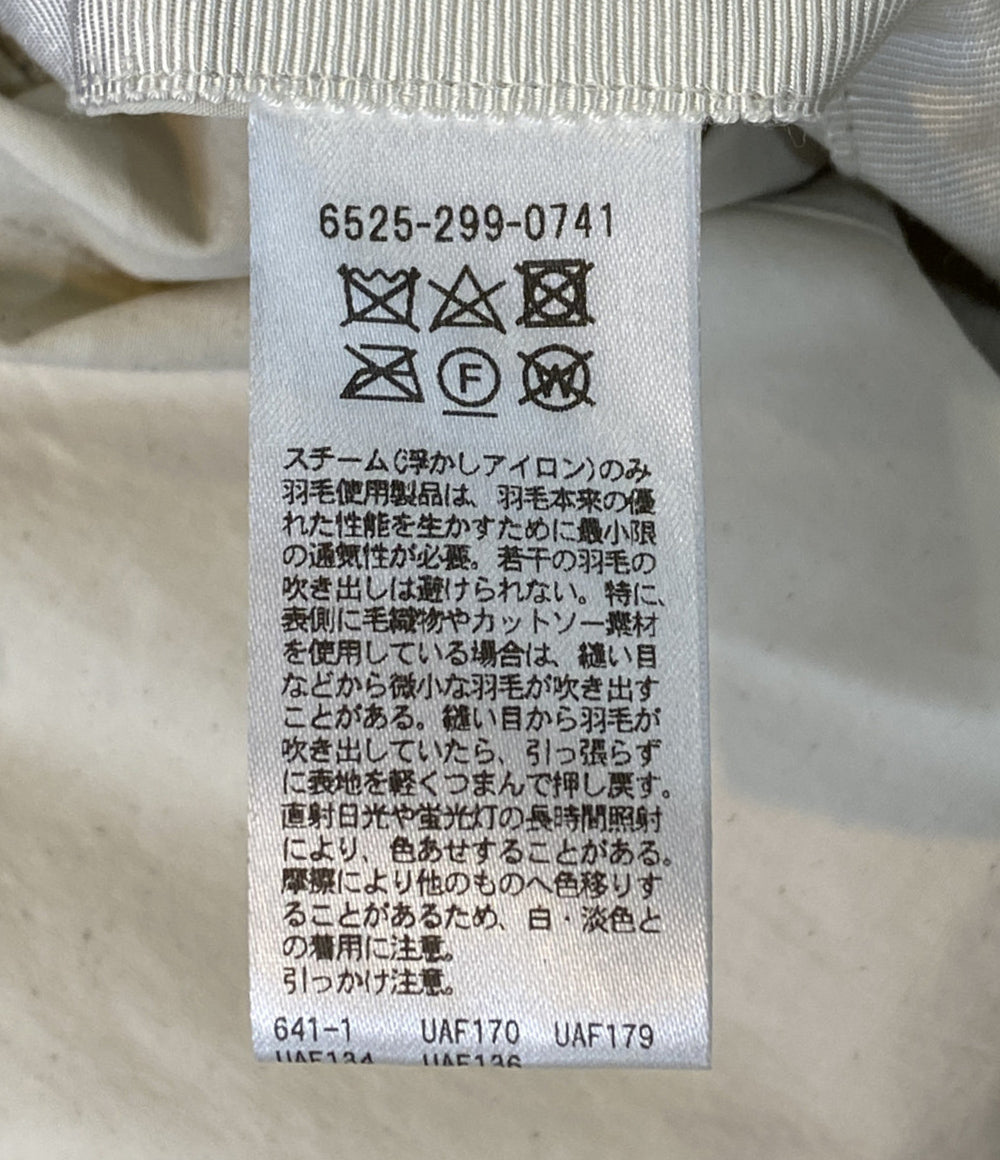 6525-299-0741
F
W
スチーム(浮かしアイロン)のみ
羽毛使用製品は、羽毛本来の優
れた性能を生かすために最小限
の通気性が必要。若干の羽毛の
吹き出しは避けられない。特に、
表側に毛織物やカットソー素材
を使用している場合は、縫い目
などから微小な羽毛が吹き出す
ことがある。縫い目から羽毛が
吹き出していたら、引っ張らず
に表地を軽くつまんで押し戻す。
直射日光や蛍光灯の長時間照射
により、色あせすることがある。
摩擦により他のものへ色移りす
ることがあるため、白・淡色と
の着用に注意。
引っかけ注意。
641-1 UAF170 UAF179
UAF134 UAF136